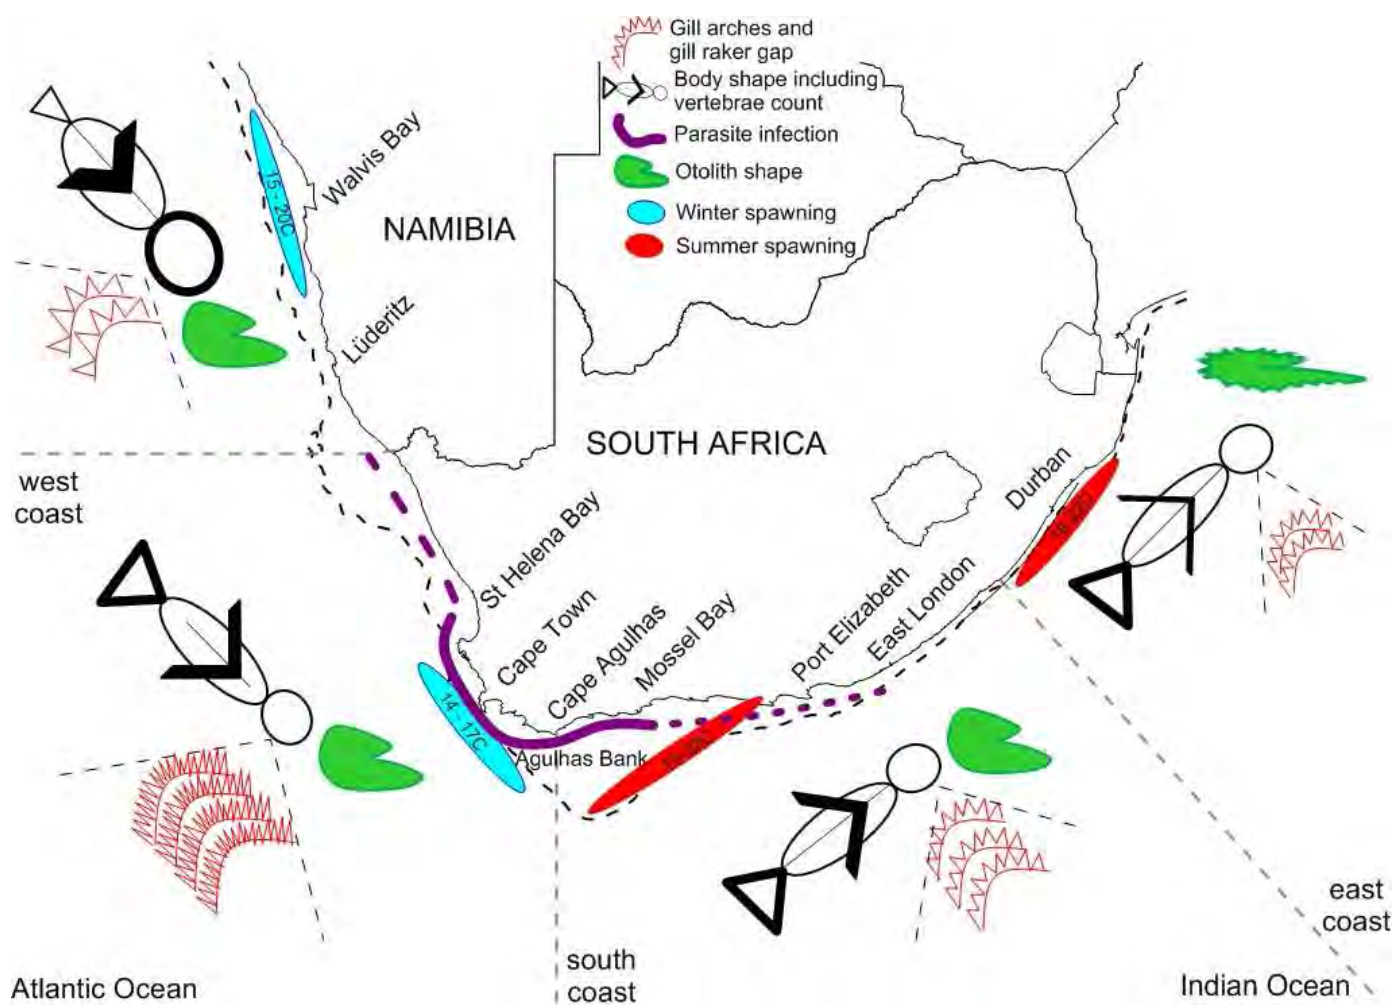 Gill arches and
gill raker gap
Body shape including
vertebrae count
Parasite infection
Otolith shape
Winter spawning
Summer spawning
15 - 20C
Walvis Bay
NAMIBIA
Lüderitz
SOUTH AFRICA
west
coast
St Helena Bay
Cape Town
Cape Agulhas
Mossel Bay
Port Elizabeth
East London
Durban
14 - 17C
Agulhas Bank
east
coast
south
coast
Atlantic Ocean
Indian Ocean